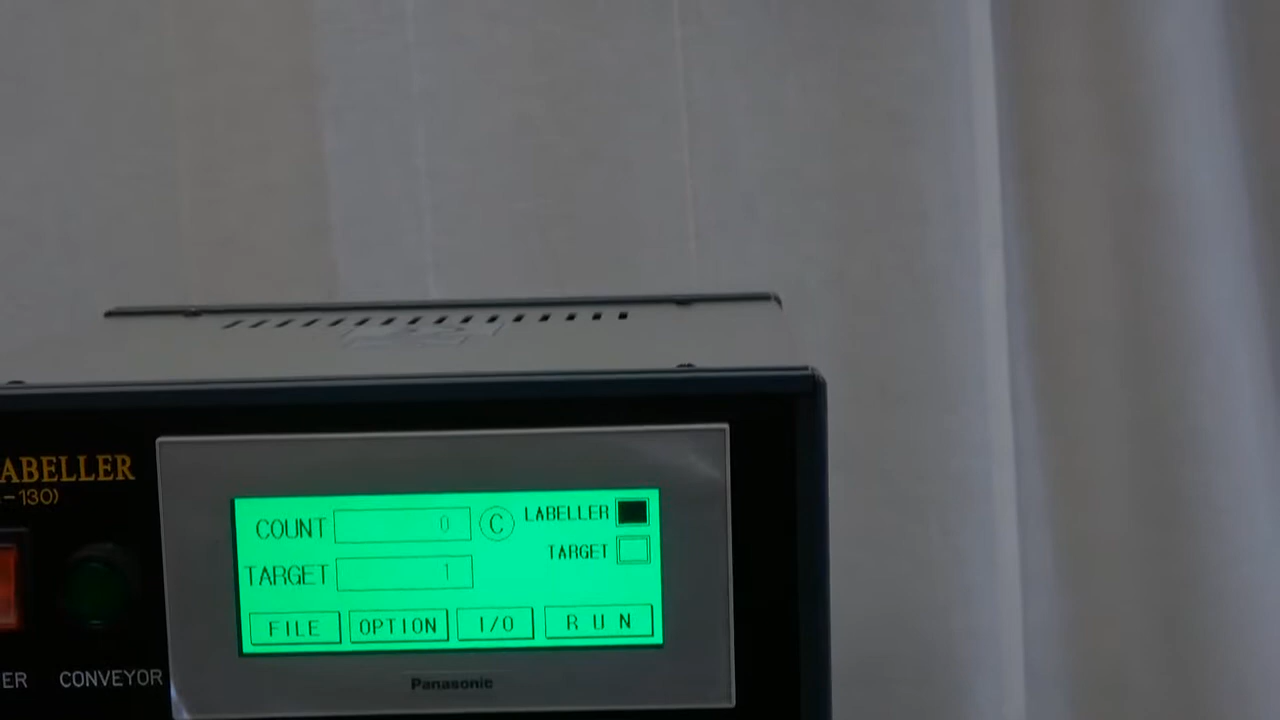 ABELLER
-130)
COUNT 0 C LABELLER
TARGET 1 TARGET
FILE OPTION I/O R U N
ER CONVEYOR
Panasonic